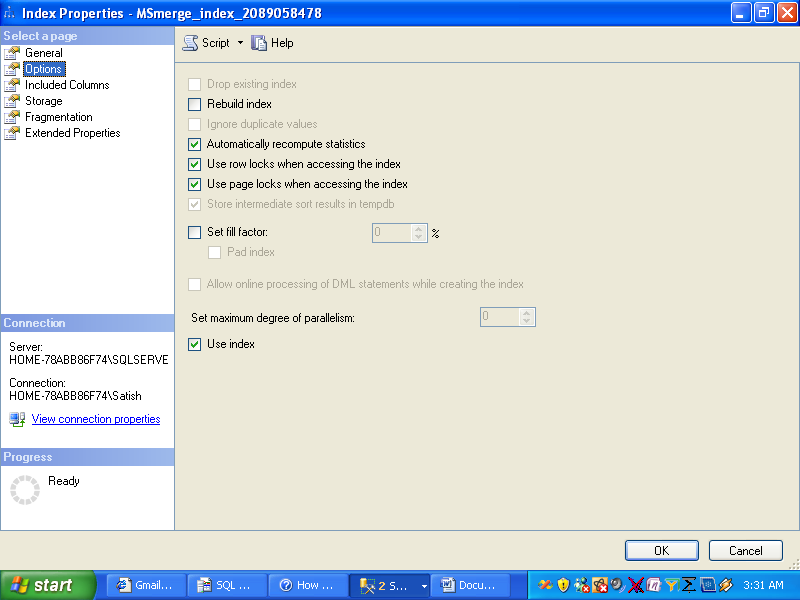 Index Properties - MSmerge_index_2089058478
Select a page
General
Options
Included Columns
Storage
Fragmentation
Extended Properties
Connection
Server:
HOME-78ABB86F74\SQLSERVE
Connection:
HOME-78ABB86F74\Satish
View connection properties
Progress
Ready
Script
Help
Drop existing index
Rebuild index
Ignore duplicate values
Automatically recompute statistics
Use row locks when accessing the index
Use page locks when accessing the index
Store intermediate sort results in tempdb
Set fill factor: 0 %
Pad index
Allow online processing of DML statements while creating the index
Set maximum degree of parallelism: 0
Use index
OK Cancel
start Gmail... SQL ... How ... 2 S... Docu... 3:31 AM